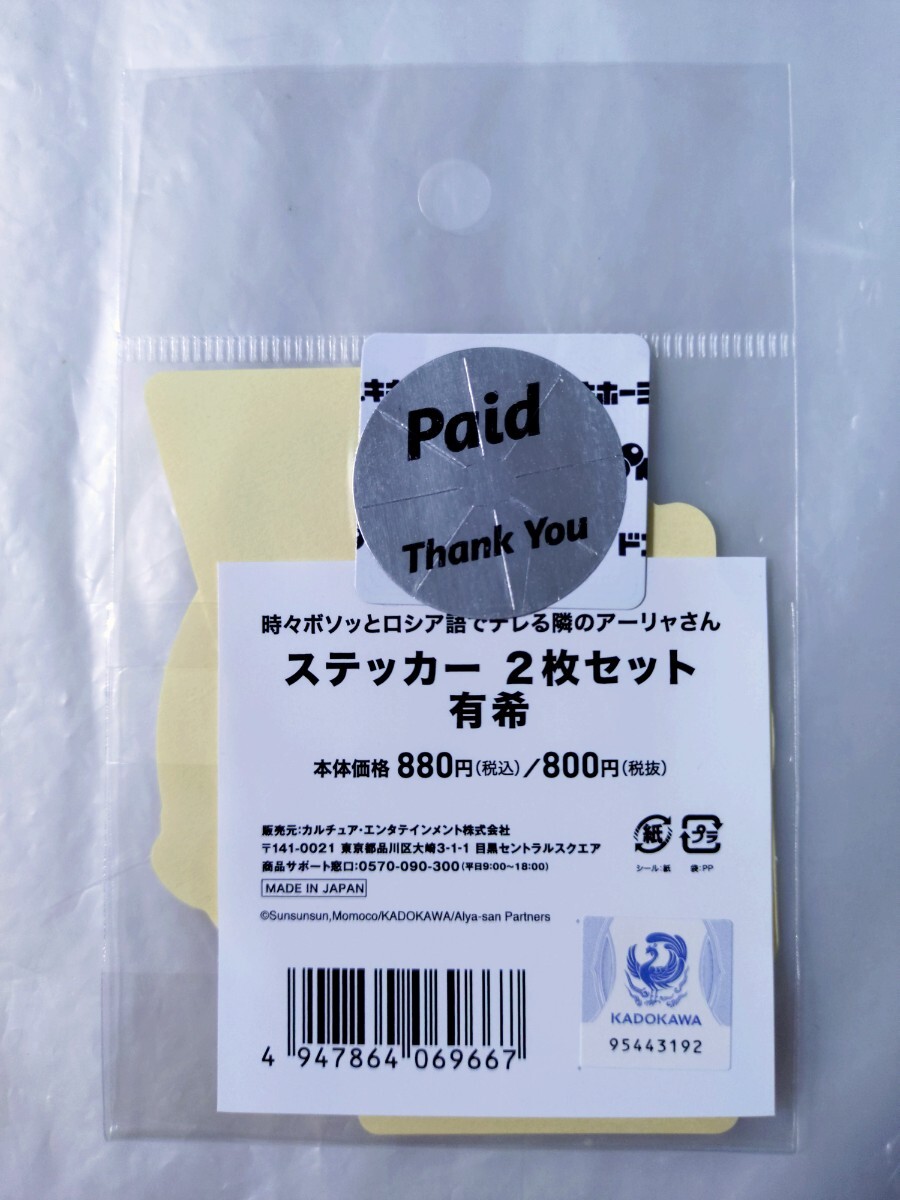 Paid
Thank You
時々ボソッとロシア語でデレる隣のアーリャさん
ステッカー 2枚セット
有希
本体価格 880円(税込)/800円(税抜)
販売元:カルチュア・エンタテインメント株式会社
〒141-0021 東京都品川区大崎3-1-1 目黒セントラルスクエア
商品サポート窓口:0570-090-300(平日9:00~18:00)
MADE IN JAPAN
紙
プラ
シール:紙
袋:PP
©Sunsunsun,Momoco/KADOKAWA/Alya-san Partners
KADOKAWA
95443192
4 947864 069667